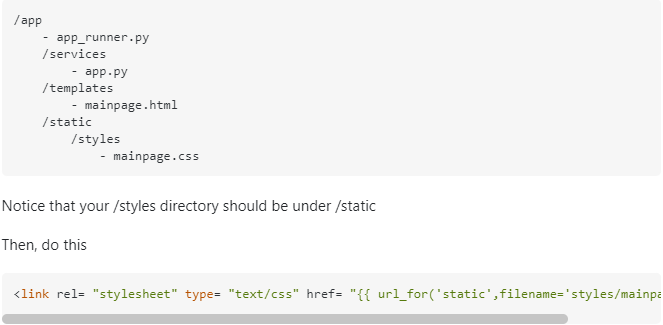 /app
    - app_runner.py
    /services
        - app.py
    /templates
        - mainpage.html
    /static
        /styles
            - mainpage.css
Notice that your /styles directory should be under /static
Then, do this
<link rel= "stylesheet" type= "text/css" href= "{{ url_for('static',filename='styles/mainpa